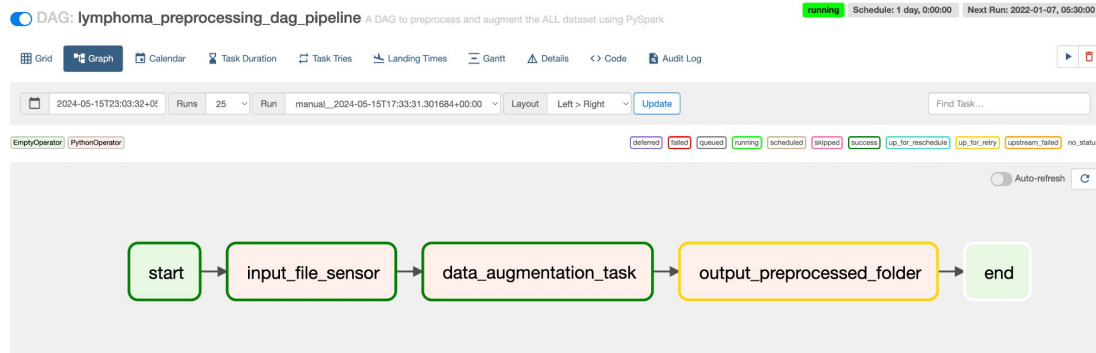 DAG: lymphoma_preprocessing_dag_pipeline A DAG to preprocess and augment the ALL dataset using PySpark running Schedule: 1 day, 0:00:00 Next Run: 2022-01-07, 05:30:00
Grid Graph Calendar Task Duration Task Tries Landing Times Gantt Details <> Code Audit Log
2024-05-15T23:03:32+05 Runs 25 Run manual__2024-05-15T17:33:31.301684+00:00 Layout Left > Right Update Find Task...
EmptyOperator PythonOperator deferred failed queued running scheduled skipped success up_for_reschedule up_for_retry upstream_failed no_status
Auto-refresh
start input_file_sensor data_augmentation_task output_preprocessed_folder end